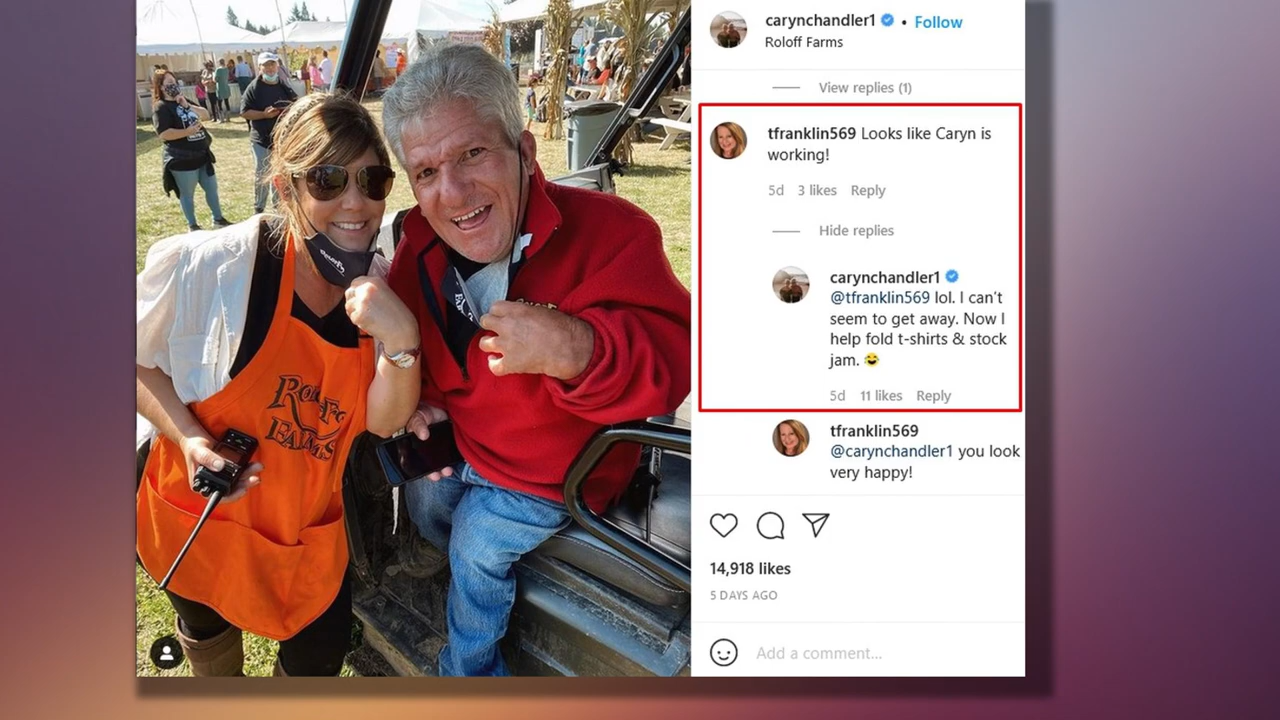 carynchandler1 • Follow
Roloff Farms
View replies (1)
tfranklin569 Looks like Caryn is
working!
5d 3 likes Reply
Hide replies
carynchandler1
@tfranklin569 lol. I can't
seem to get away. Now I
help fold t-shirts & stock
jam. 😂
5d 11 likes Reply
tfranklin569
@carynchandler1 you look
very happy!
14,918 likes
5 DAYS AGO
Add a comment...